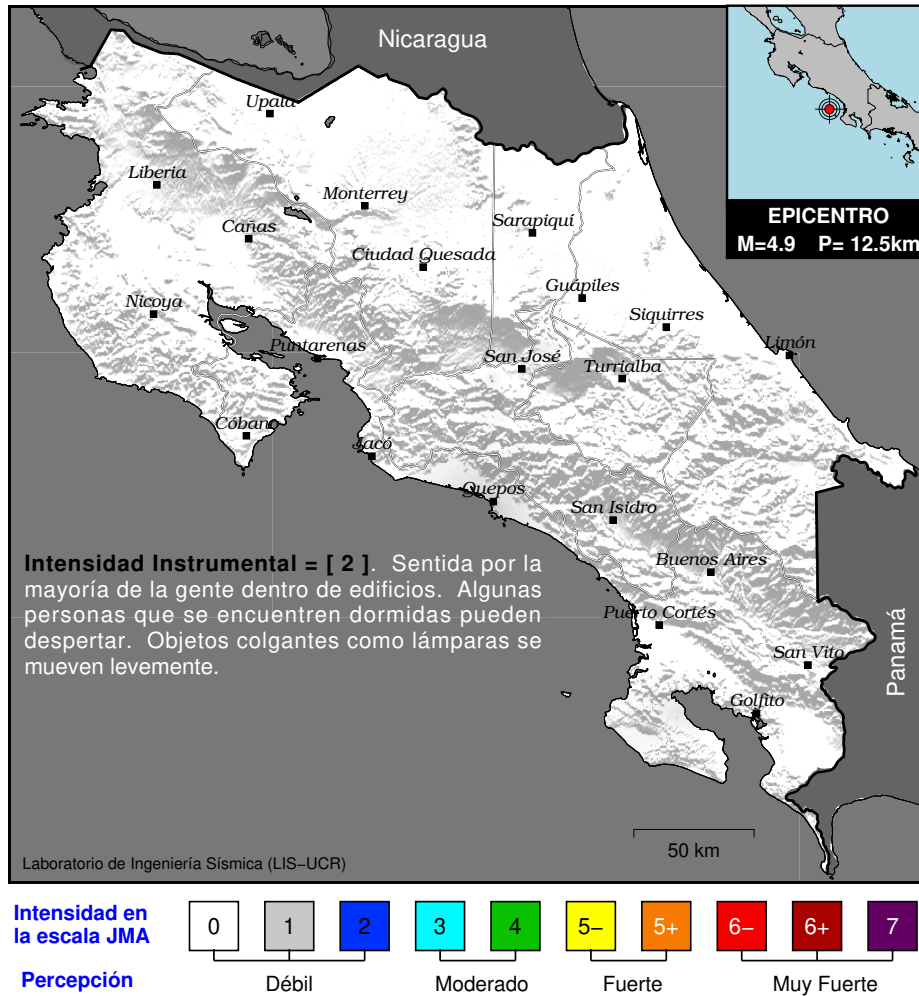 Nicaragua
Upala
Liberia
Monterrey
Cañas
Sarapiquí
EPICENTRO
M=4.9 P= 12.5km
Ciudad Quesada
Guápiles
Nicoya
Siquirres
Puntarenas
San José
Limón
Turrialba
Cóbano
Jacó
Quepos
San Isidro
Intensidad Instrumental = [ 2 ]. Sentida por la
mayoría de la gente dentro de edificios. Algunas
personas que se encuentren dormidas pueden
despertar. Objetos colgantes como lámparas se
mueven levemente.
Buenos Aires
Puerto Cortés
San Vito
Panamá
Golfito
50 km
Laboratorio de Ingeniería Sísmica (LIS−UCR)
Intensidad en
la escala JMA
0 1 2 3 4 5− 5+ 6− 6+ 7
Percepción
Débil Moderado Fuerte Muy Fuerte